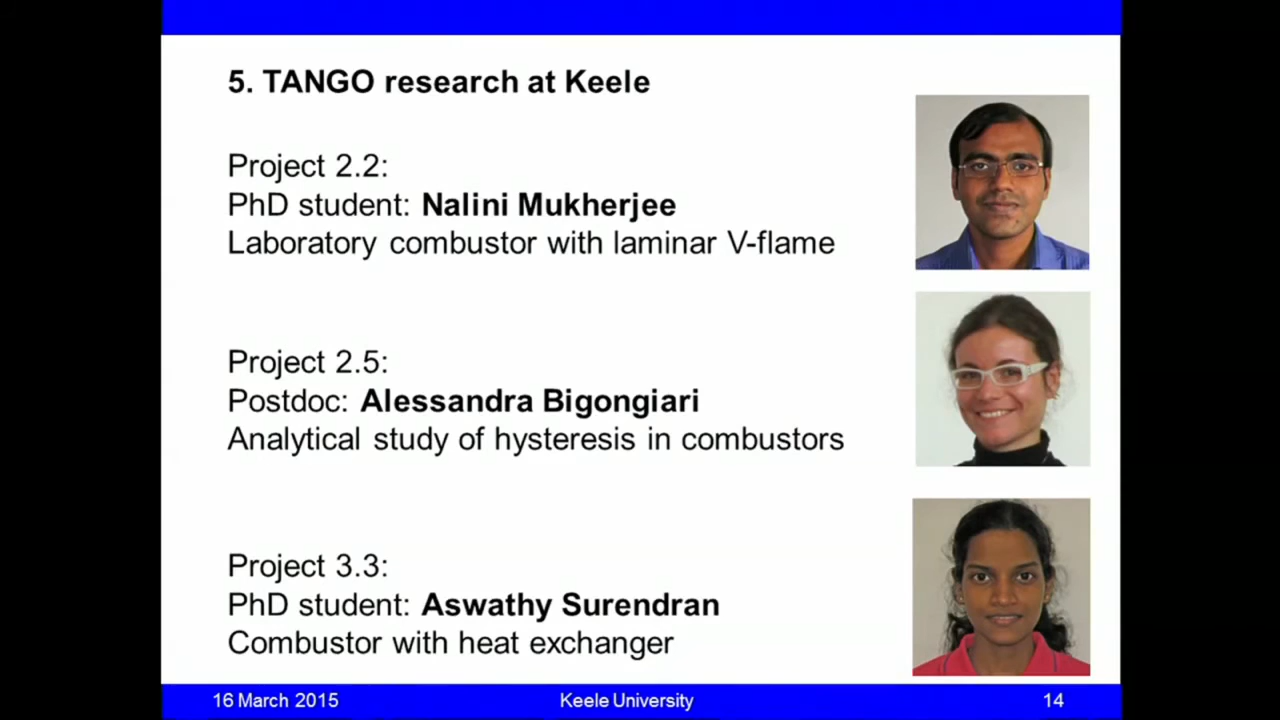 5. TANGO research at Keele
Project 2.2:
PhD student: Nalini Mukherjee
Laboratory combustor with laminar V-flame
Project 2.5:
Postdoc: Alessandra Bigongiari
Analytical study of hysteresis in combustors
Project 3.3:
PhD student: Aswathy Surendran
Combustor with heat exchanger
16 March 2015 Keele University 14